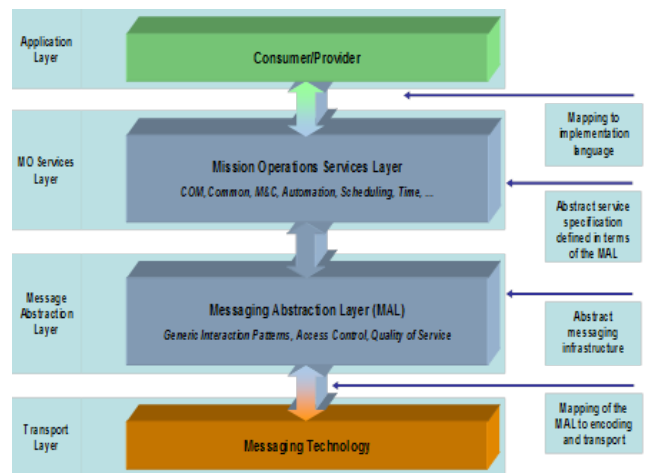 Application
Layer
Consumer/Provider
Mapping to
implementation
language
MO Services
Layer
Mission Operations Services Layer
COM, Common, M&C, Automation, Scheduling, Time, ...
Abstract service
specification
defined in terms
of the MAL
Message
Abstraction
Layer
Messaging Abstraction Layer (MAL)
Generic Interaction Patterns, Access Control, Quality of Service
Abstract
messaging
infrastructure
Mapping of the
MAL to encoding
and transport
Transport
Layer
Messaging Technology